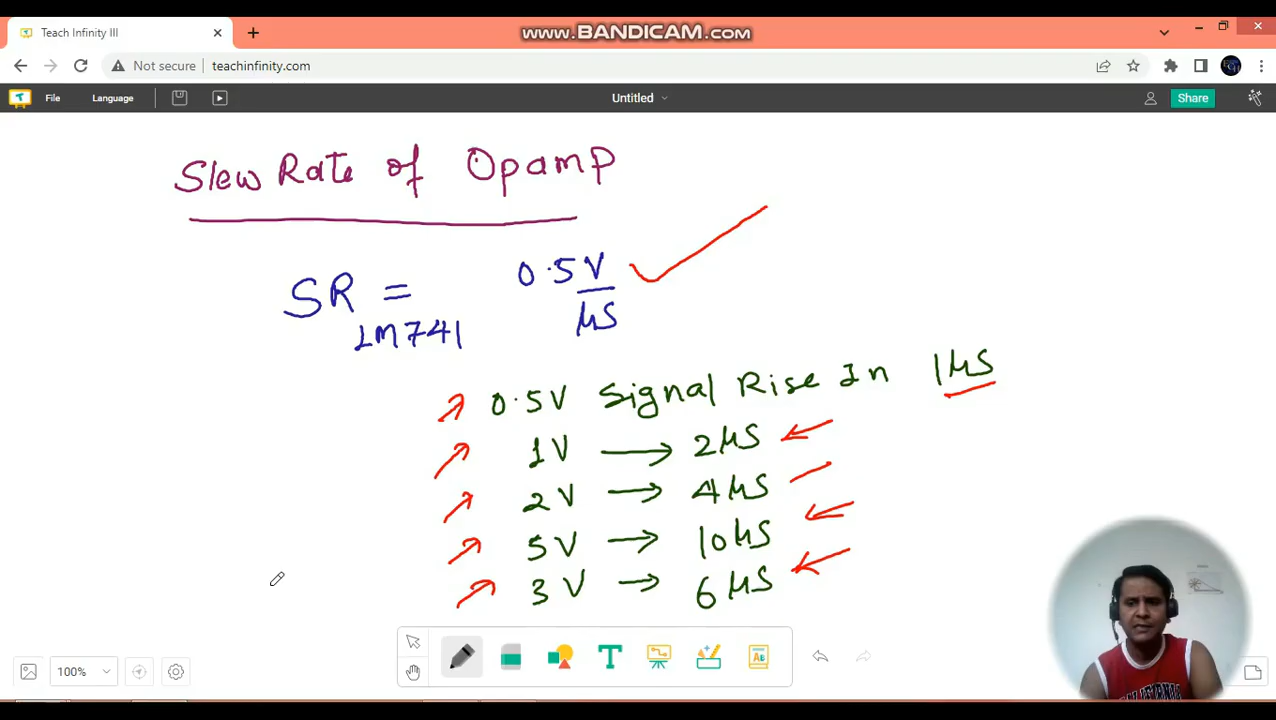 Teach Infinity III
WWW.BANDICAM.COM
Not secure
teachinfinity.com
File
Language
Untitled
Share
Slew Rate of Opamp
SR =
LM741
0.5V
μS
0.5V Signal Rise In 1μS
1V → 2μS
2V → 4μS
5V → 10μS
3V → 6μS
100%
T
Ab